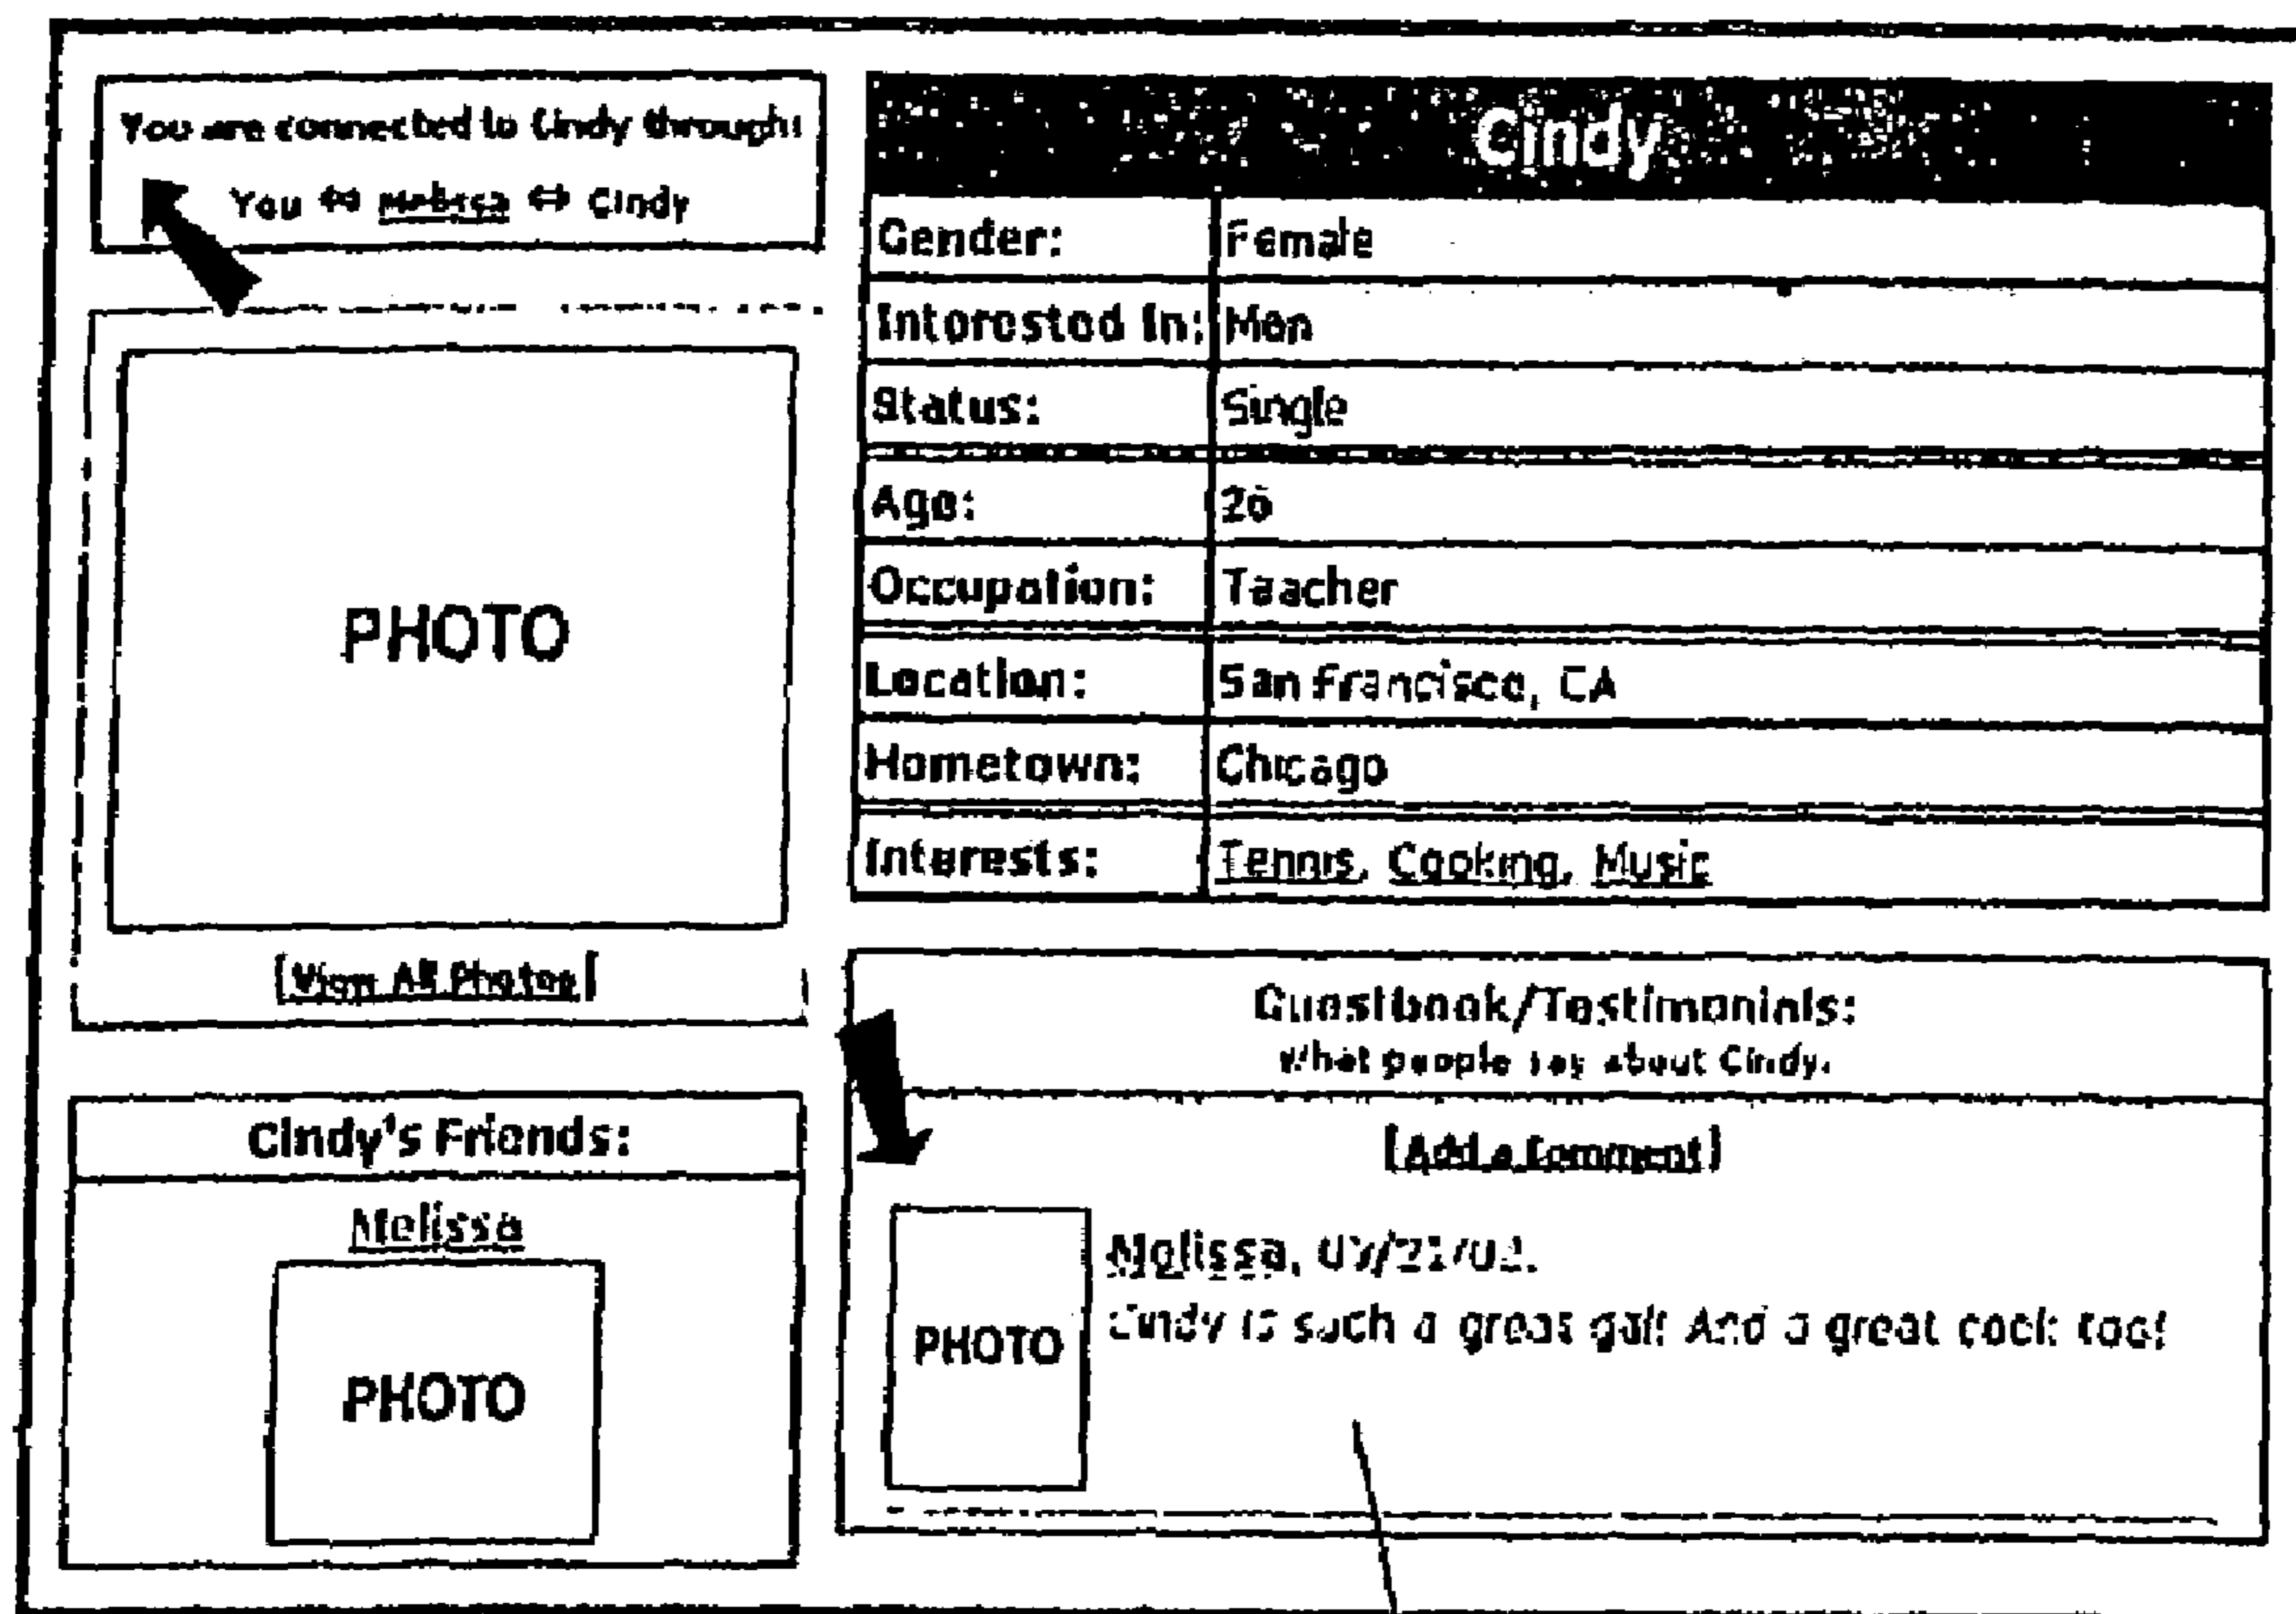 You are connected to Cindy through:
You ⇔ Melissa ⇔ Cindy
PHOTO
[View All Photos]
Cindy's Friends:
Melissa
PHOTO
Cindy
Gender: Female
Interested In: Men
Status: Single
Age: 26
Occupation: Teacher
Location: San Francisco, CA
Hometown: Chicago
Interests: Tennis, Cooking, Music
Guestbook/Testimonials:
What people say about Cindy.
[Add a Comment]
PHOTO
Melissa,
Cindy is such a great gal! And a great cook too!